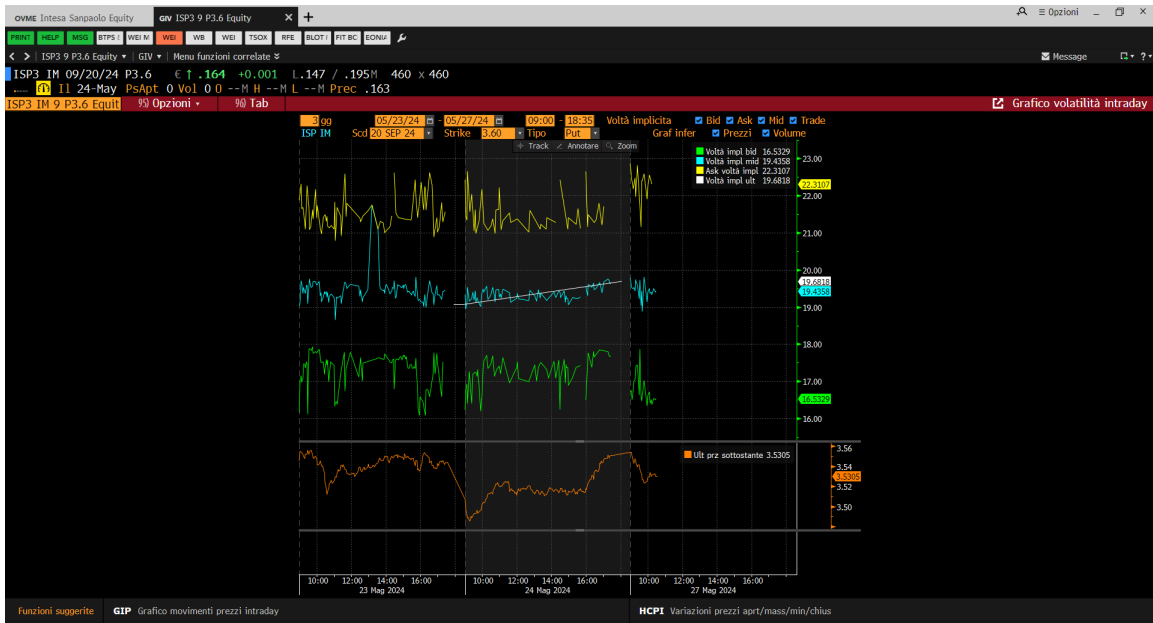 OVME Intesa Sanpaolo Equity GIV ISP3 9 P3.6 Equity × + Opzioni
PRINT HELP MSG WEI M WEI WB WEI TSOX RFE BLOT FIT BC EONIA
< > ISP3 9 P3.6 Equity GIV Menu funzioni correlate Message ?
ISP3 IM 09/20/24 P3.6 € ↑ .164 +0.001 L.147 / .195M 460 x 460
Il 24-May PsApt 0 Vol 0 O --M H --M L --M Prec .163
ISP3 IM 9 P3.6 Equit 95) Opzioni 96) Tab Grafico volatilità intraday
3 gg 05/23/24 - 05/27/24 09:00 - 18:35 Voltà implicita Bid Ask Mid Trade
ISP IM Scd 20 SEP 24 Strike 3.60 Tipo Put Graf infer Prezzi Volume
+ Track Annotare Zoom
Voltà impl bid 16.5329
Voltà impl mid 19.4358
Ask voltà impl 22.3107
Voltà impl ult 19.6818
23.00
22.3107
22.00
21.00
20.00
19.6818
19.4358
19.00
18.00
17.00
16.5329
16.00
Ult prz sottostante 3.5305
3.56
3.54
3.5305
3.52
3.50
10:00 12:00 14:00 16:00 10:00 12:00 14:00 16:00 10:00 12:00 14:00 16:00
23 Mag 2024 24 Mag 2024 27 Mag 2024
Funzioni suggerite GIP Grafico movimenti prezzi intraday HCPI Variazioni prezzi aprt/mass/min/chius